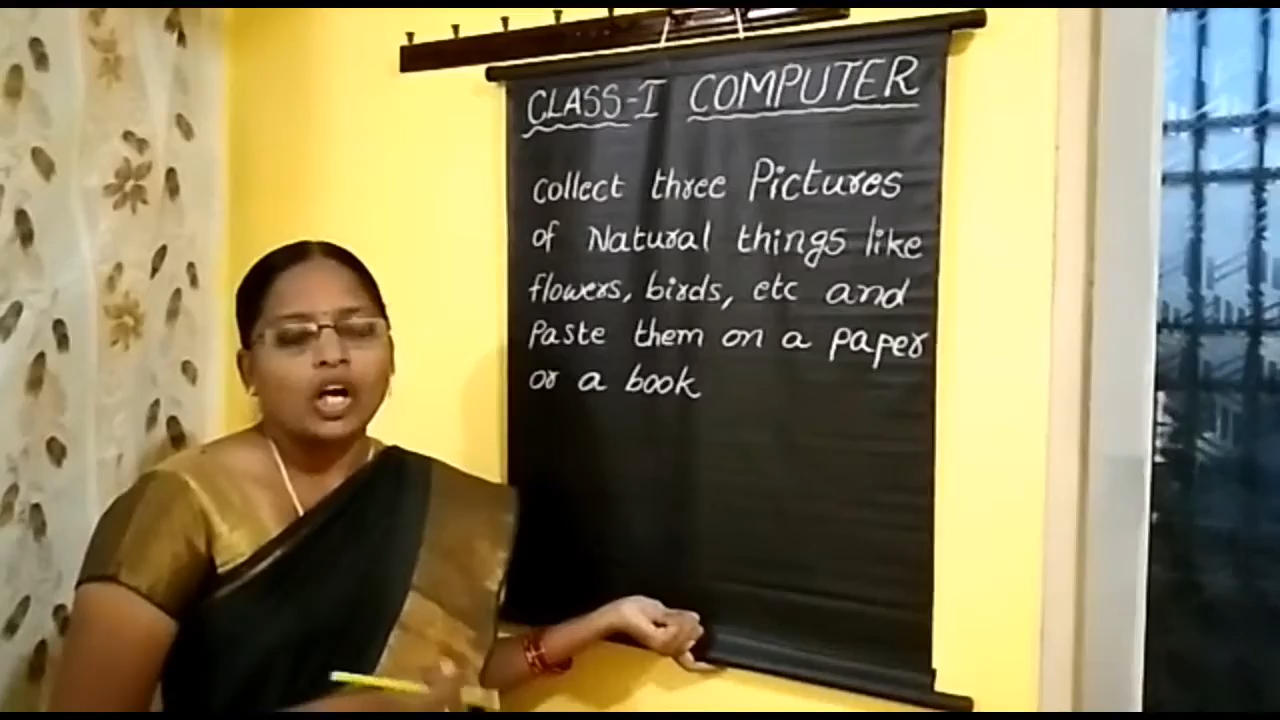 CLASS-I COMPUTER
Collect three Pictures
of Natural things like
flowers, birds, etc and
Paste them on a paper
or a book